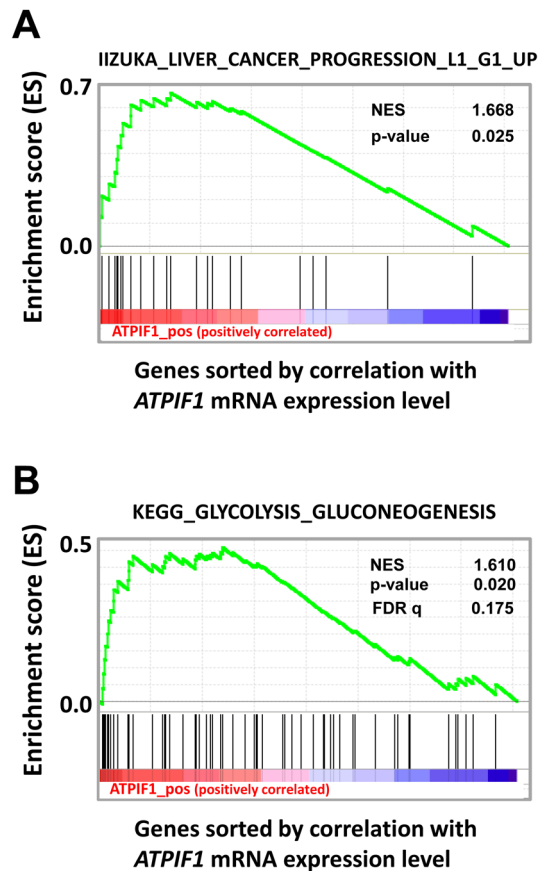 A
IIZUKA_LIVER_CANCER_PROGRESSION_L1_G1_UP
Enrichment score (ES)
0.7
0.0
NES 1.668
p-value 0.025
ATPIF1_pos (positively correlated)
Genes sorted by correlation with
ATPIF1 mRNA expression level
B
KEGG_GLYCOLYSIS_GLUCONEOGENESIS
Enrichment score (ES)
0.5
0.0
NES 1.610
p-value 0.020
FDR q 0.175
ATPIF1_pos (positively correlated)
Genes sorted by correlation with
ATPIF1 mRNA expression level